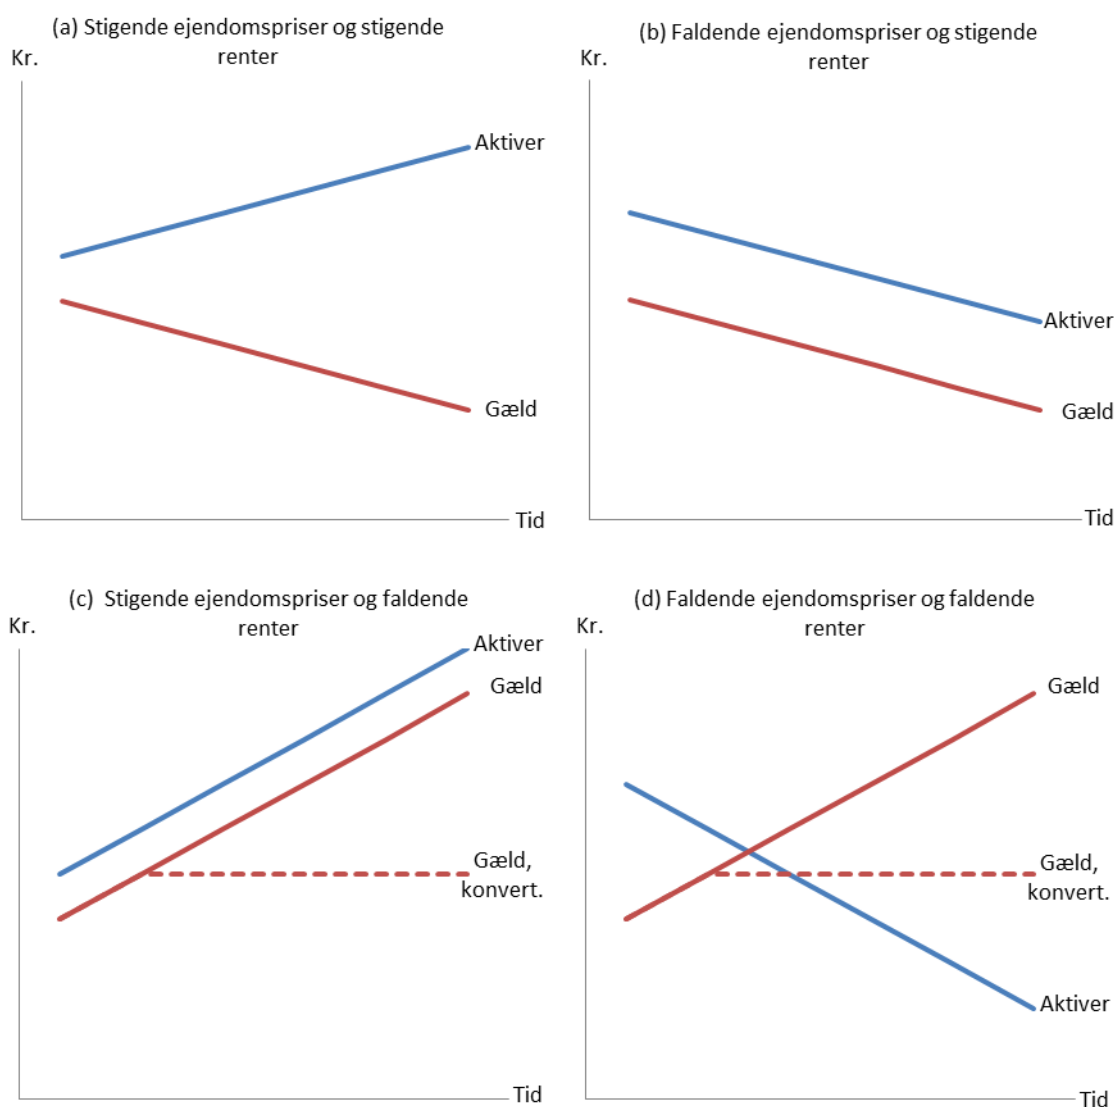 (a) Stigende ejendomspriser og stigende
renter
Kr.
Aktiver
Gæld
Tid
(b) Faldende ejendomspriser og stigende
renter
Kr.
Aktiver
Gæld
Tid
(c) Stigende ejendomspriser og faldende
renter
Kr.
Aktiver
Gæld
Gæld,
konvert.
Tid
(d) Faldende ejendomspriser og faldende
renter
Kr.
Gæld
Gæld,
konvert.
Aktiver
Tid